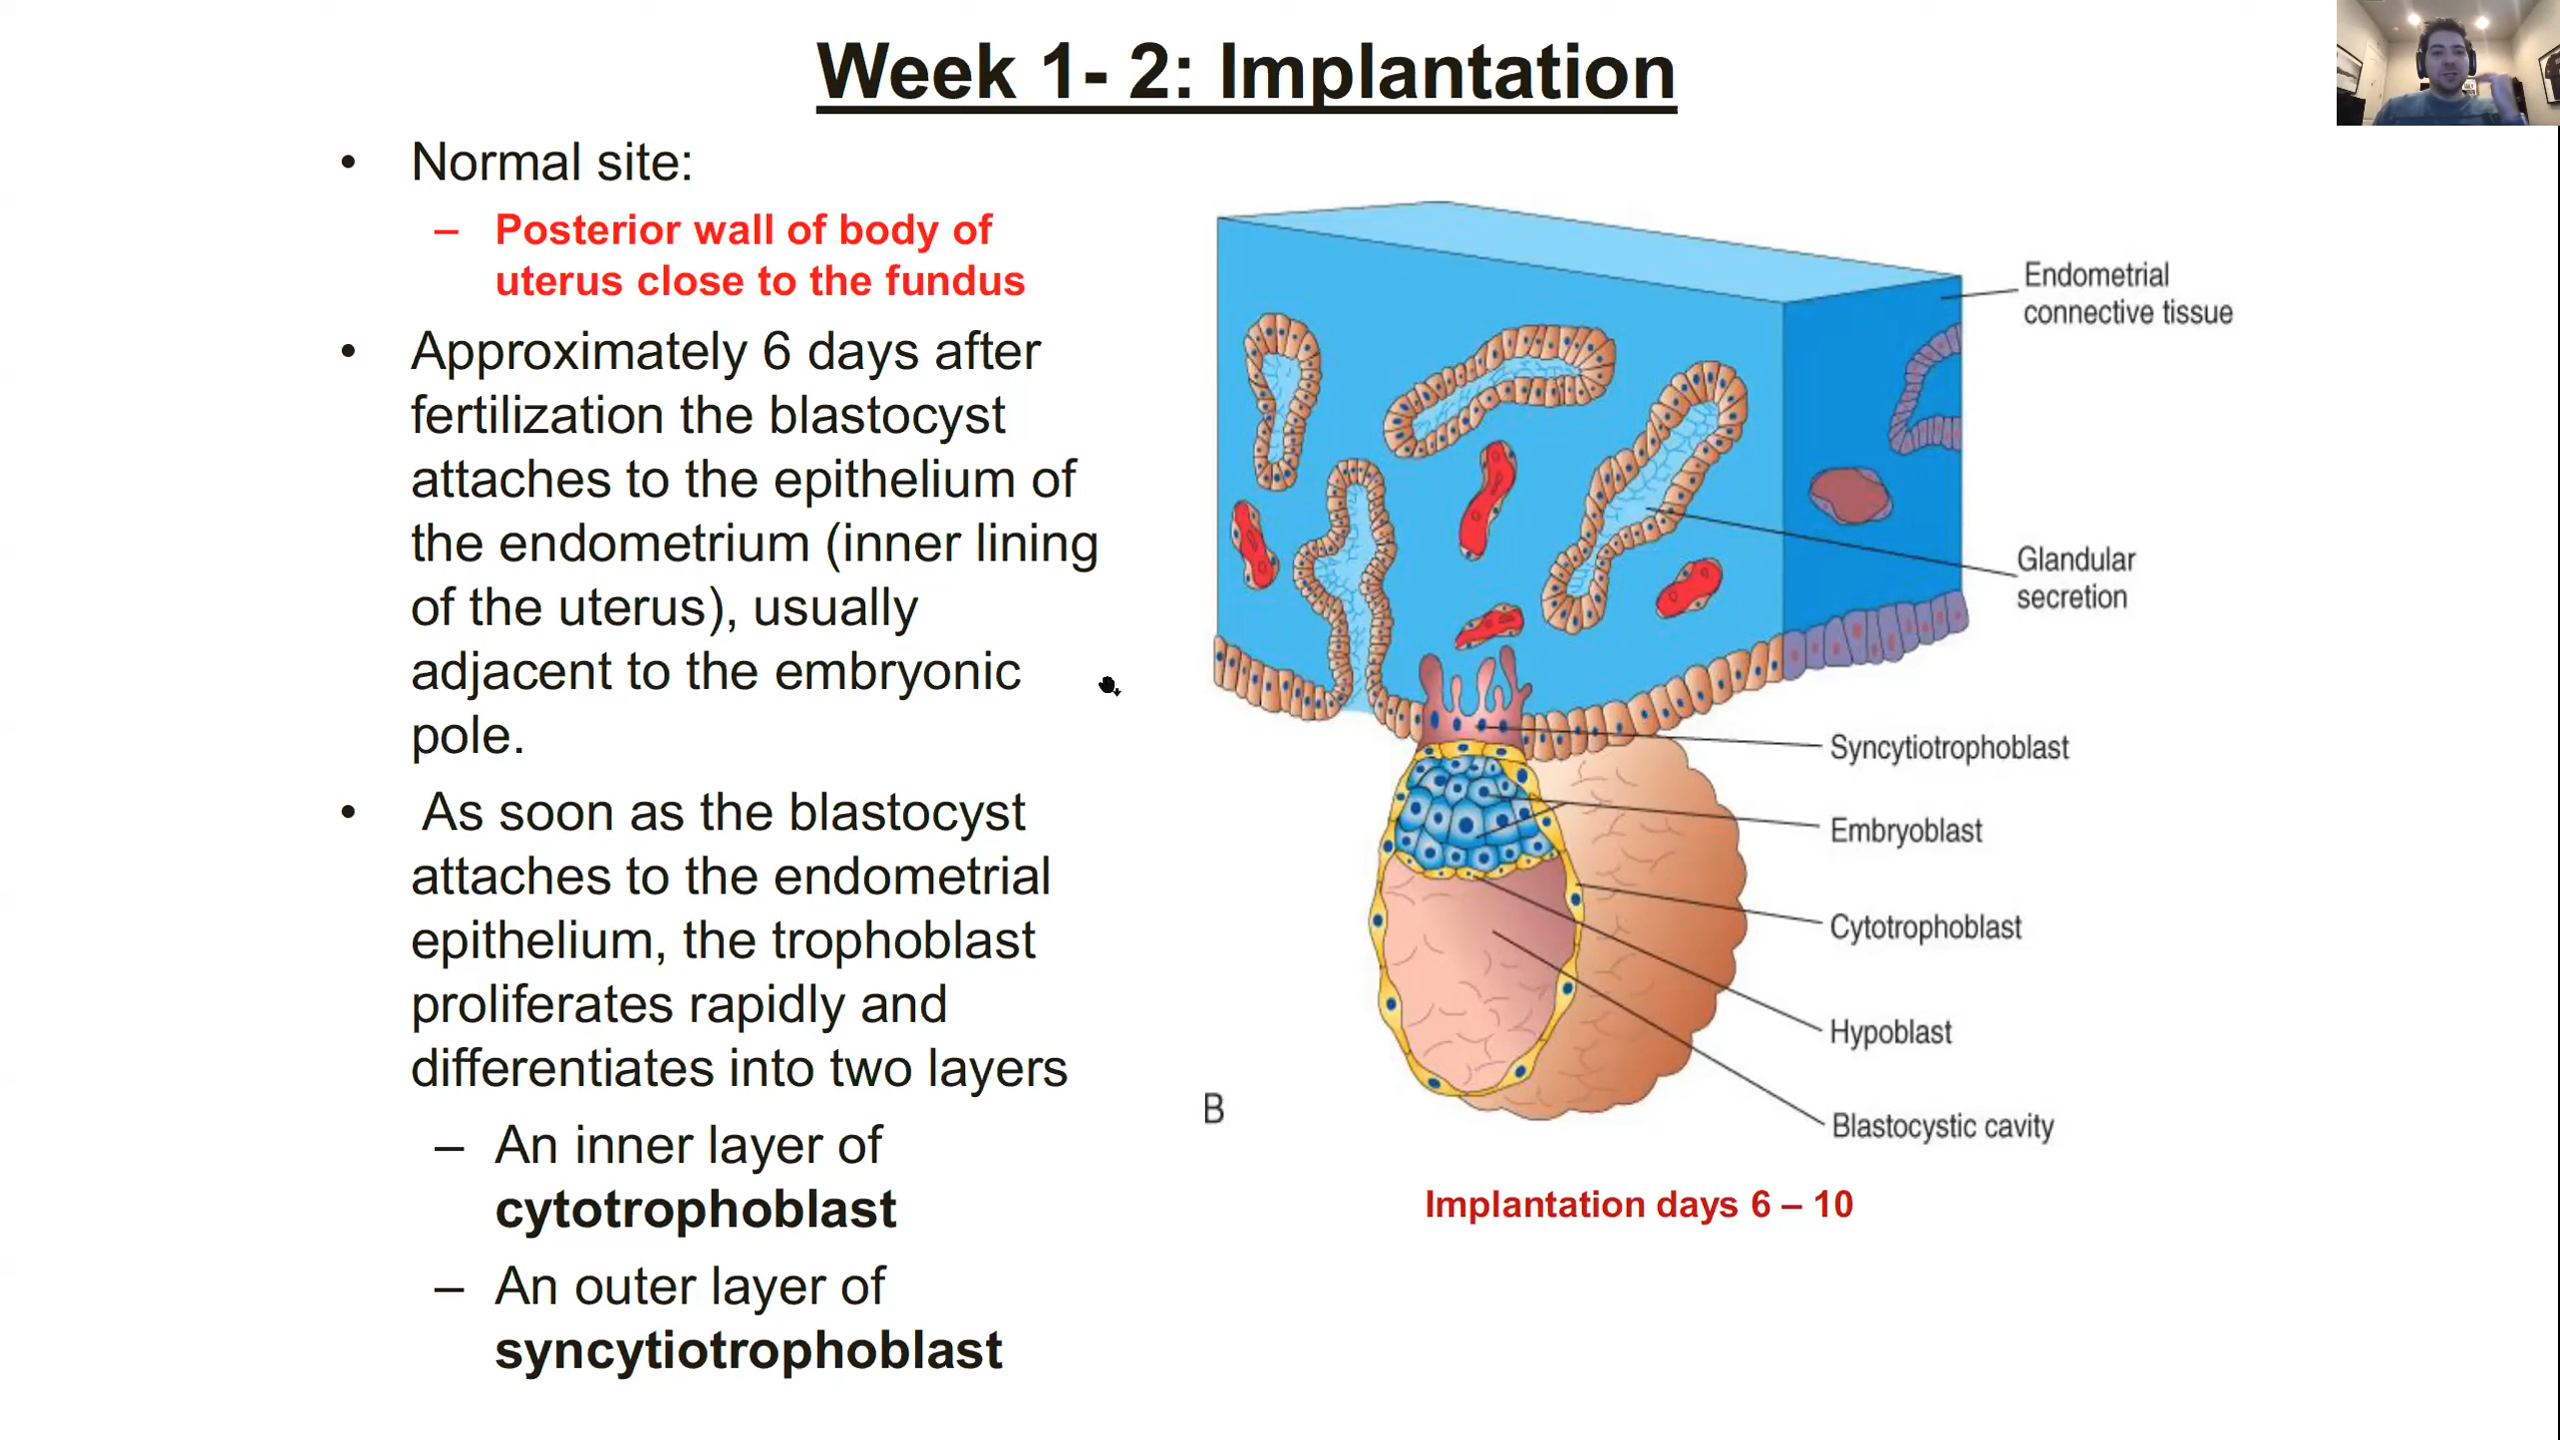 Week 1- 2: Implantation
• Normal site:
– Posterior wall of body of
uterus close to the fundus
• Approximately 6 days after
fertilization the blastocyst
attaches to the epithelium of
the endometrium (inner lining
of the uterus), usually
adjacent to the embryonic
pole.
• As soon as the blastocyst
attaches to the endometrial
epithelium, the trophoblast
proliferates rapidly and
differentiates into two layers
– An inner layer of
cytotrophoblast
– An outer layer of
syncytiotrophoblast
Endometrial
connective tissue
Glandular
secretion
Syncytiotrophoblast
Embryoblast
Cytotrophoblast
Hypoblast
Blastocystic cavity
B
Implantation days 6 – 10